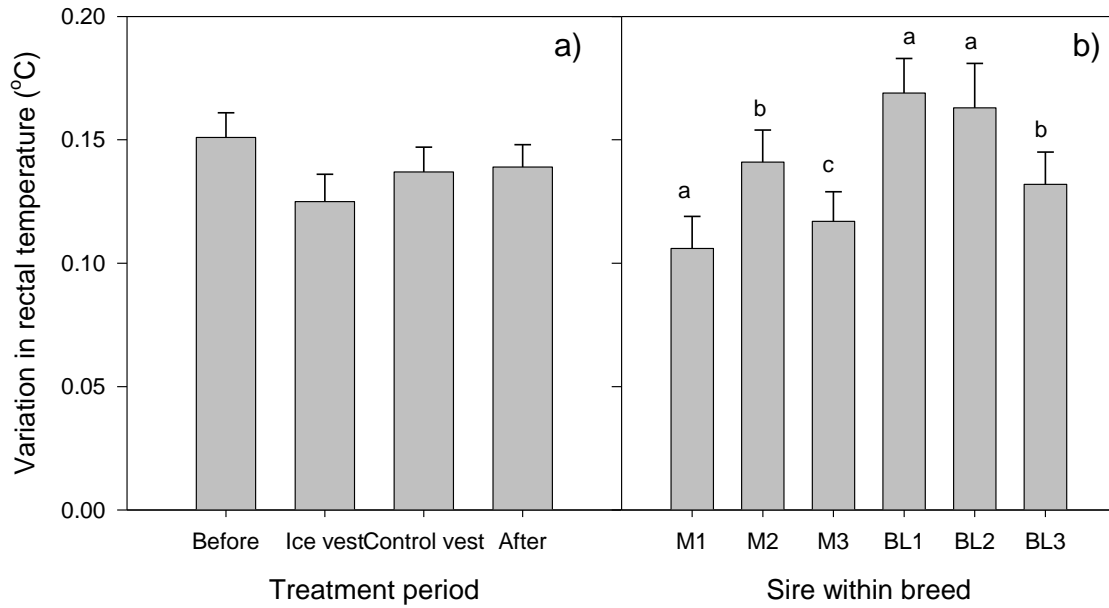 Variation in rectal temperature (°C)
0.20
0.15
0.10
0.05
0.00
a)
Before Ice vest Control vest After
Treatment period
b)
a b c a a b
M1 M2 M3 BL1 BL2 BL3
Sire within breed